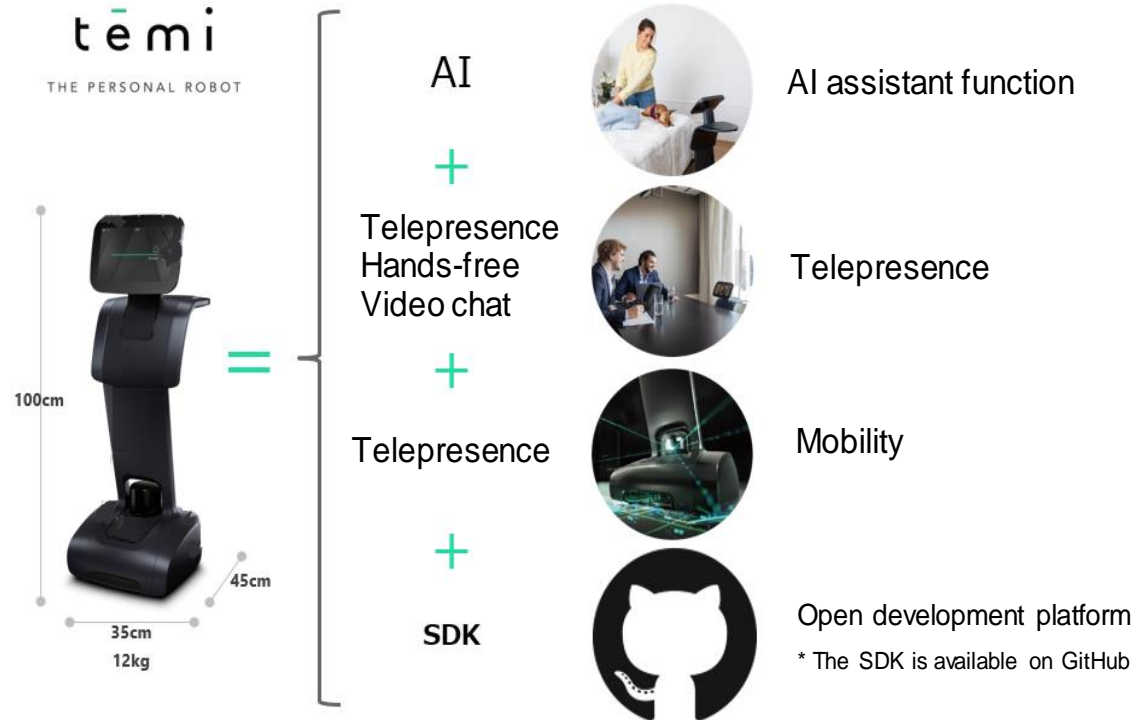 tēmi
THE PERSONAL ROBOT
100cm
45cm
35cm
12kg
=
AI
AI assistant function
+
Telepresence
Hands-free
Video chat
Telepresence
+
Telepresence
Mobility
+
SDK
Open development platform
* The SDK is available on GitHub